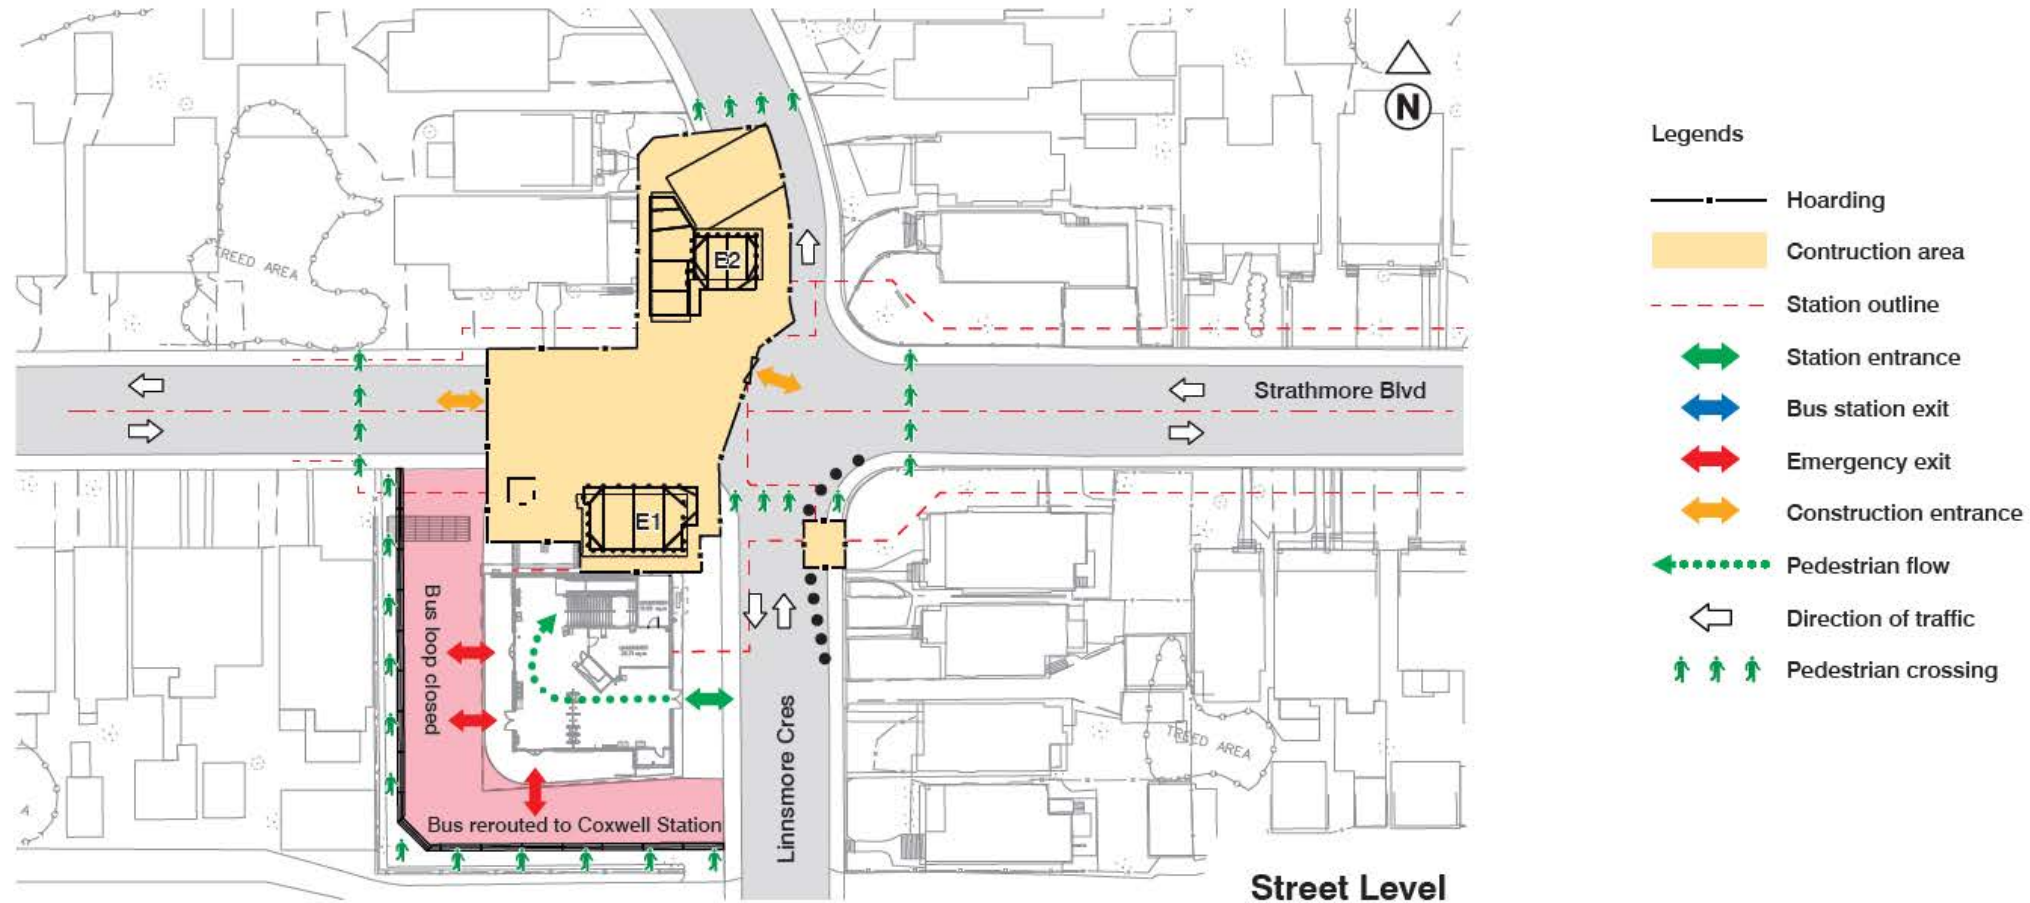 N
TREED AREA
E2
Strathmore Blvd
E1
Bus loop closed
Linnsmore Cres
TREED AREA
A
Bus rerouted to Coxwell Station
Street Level
Legends
Hoarding
Contruction area
Station outline
Station entrance
Bus station exit
Emergency exit
Construction entrance
Pedestrian flow
Direction of traffic
Pedestrian crossing